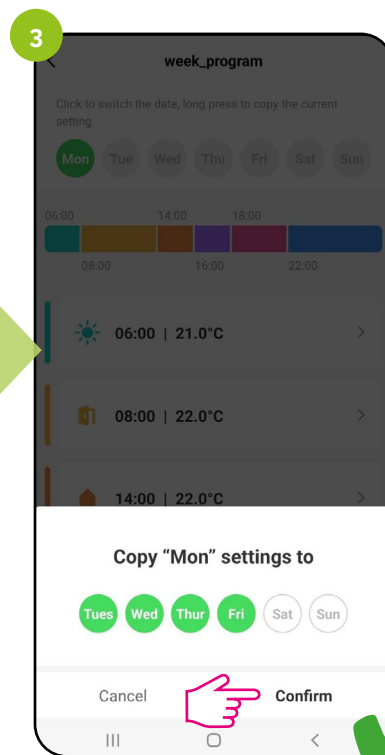 3
week_program
Click to switch the date, long press to copy the current
setting
Mon Tue Wed Thu Fri Sat Sun
06:00 14:00 18:00
08:00 16:00 22:00
06:00 | 21.0°C
08:00 | 22.0°C
14:00 | 22.0°C
Copy “Mon” settings to
Tues Wed Thur Fri Sat Sun
Cancel Confirm